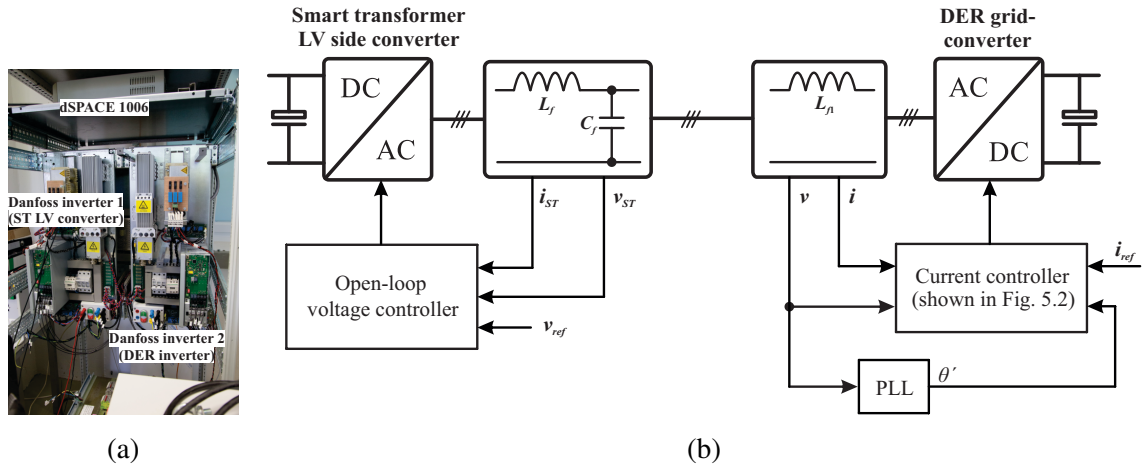 dSPACE 1006
Danfoss inverter 1
(ST LV converter)
Danfoss inverter 2
(DER inverter)
(a)
Smart transformer
LV side converter
DER grid-
converter
DC
AC
L_f
C_f
L_f1
AC
DC
i_ST
v_ST
v
i
Open-loop
voltage controller
v_ref
Current controller
(shown in Fig. 5.2)
i_ref
PLL
θ′
(b)